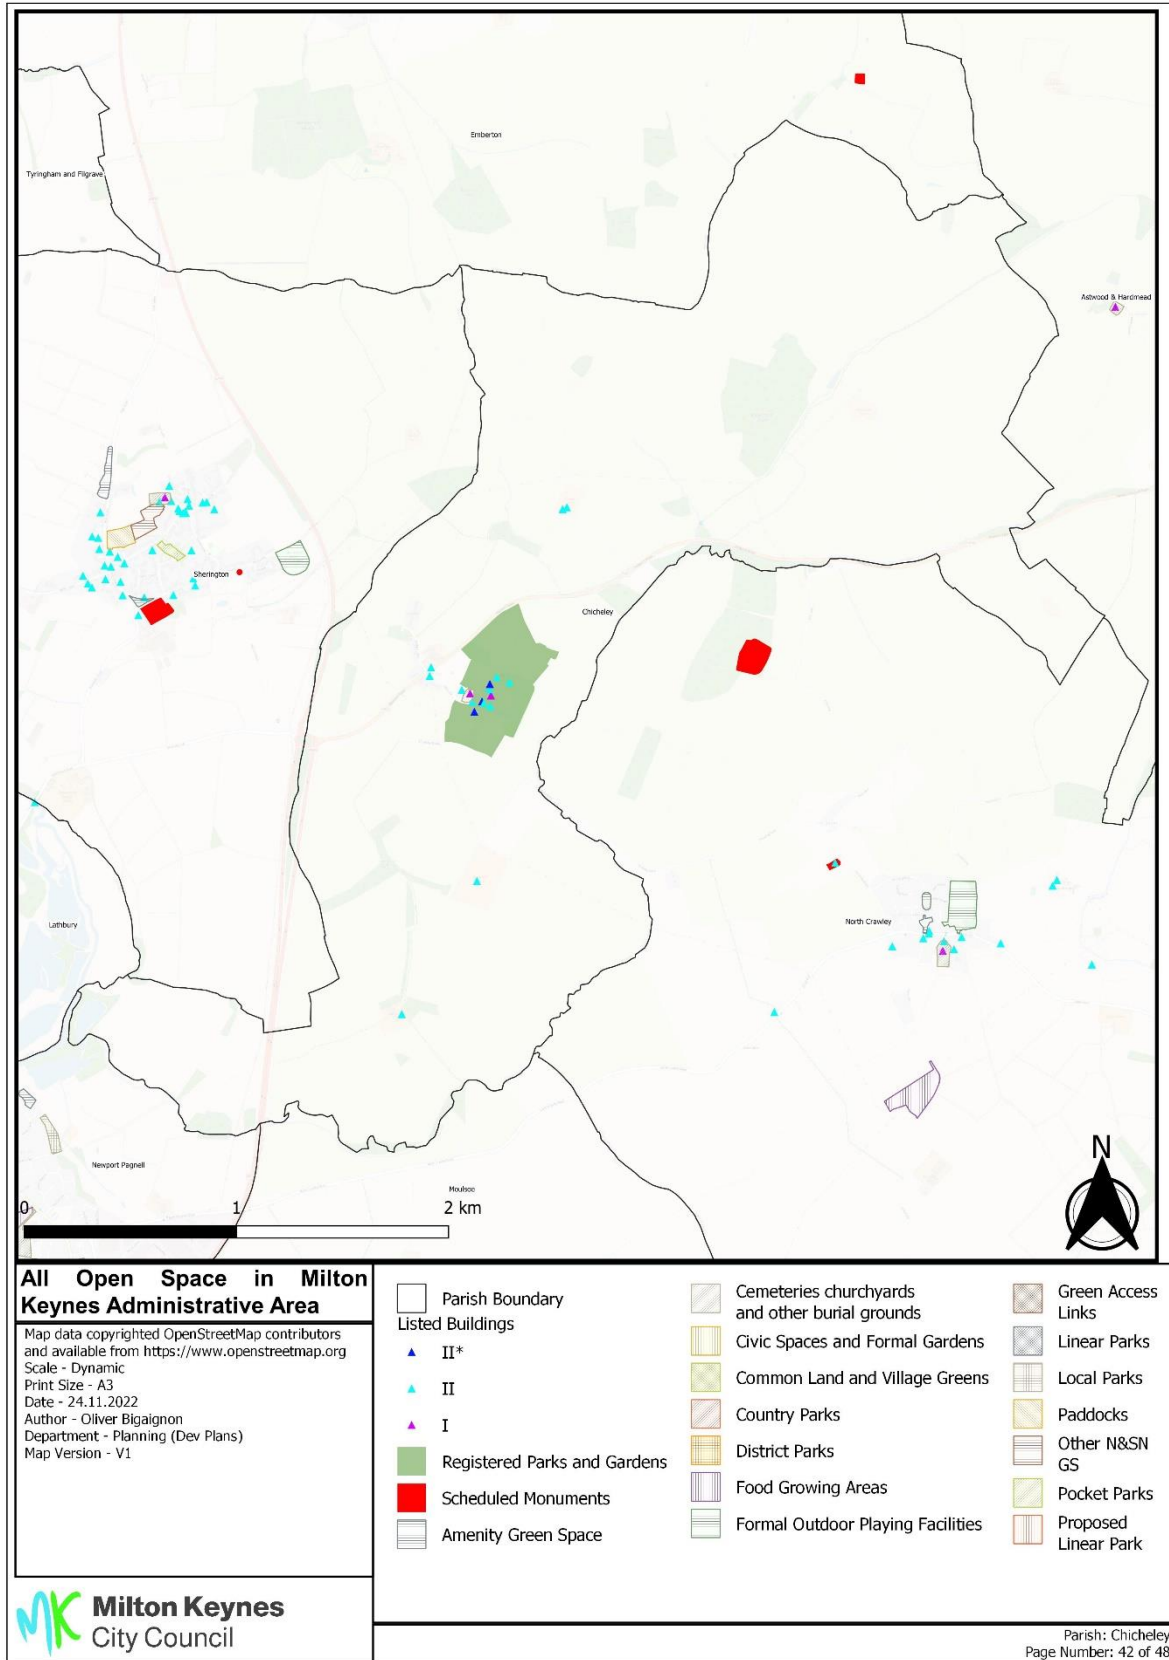 Emberton
Tyringham and Filgrave
Astwood & Hardmead
Sherington
Chicheley
North Crawley
Lathbury
Newport Pagnell
Moulsoe
N
0 1 2 km
All Open Space in Milton
Keynes Administrative Area
Map data copyrighted OpenStreetMap contributors
and available from https://www.openstreetmap.org
Scale - Dynamic
Print Size - A3
Date - 24.11.2022
Author - Oliver Bigaignon
Department - Planning (Dev Plans)
Map Version - V1
MK Milton Keynes
City Council
Parish Boundary
Listed Buildings
II*
II
I
Registered Parks and Gardens
Scheduled Monuments
Amenity Green Space
Cemeteries churchyards
and other burial grounds
Civic Spaces and Formal Gardens
Common Land and Village Greens
Country Parks
District Parks
Food Growing Areas
Formal Outdoor Playing Facilities
Green Access
Links
Linear Parks
Local Parks
Paddocks
Other N&SN
GS
Pocket Parks
Proposed
Linear Park
Parish: Chicheley
Page Number: 42 of 48